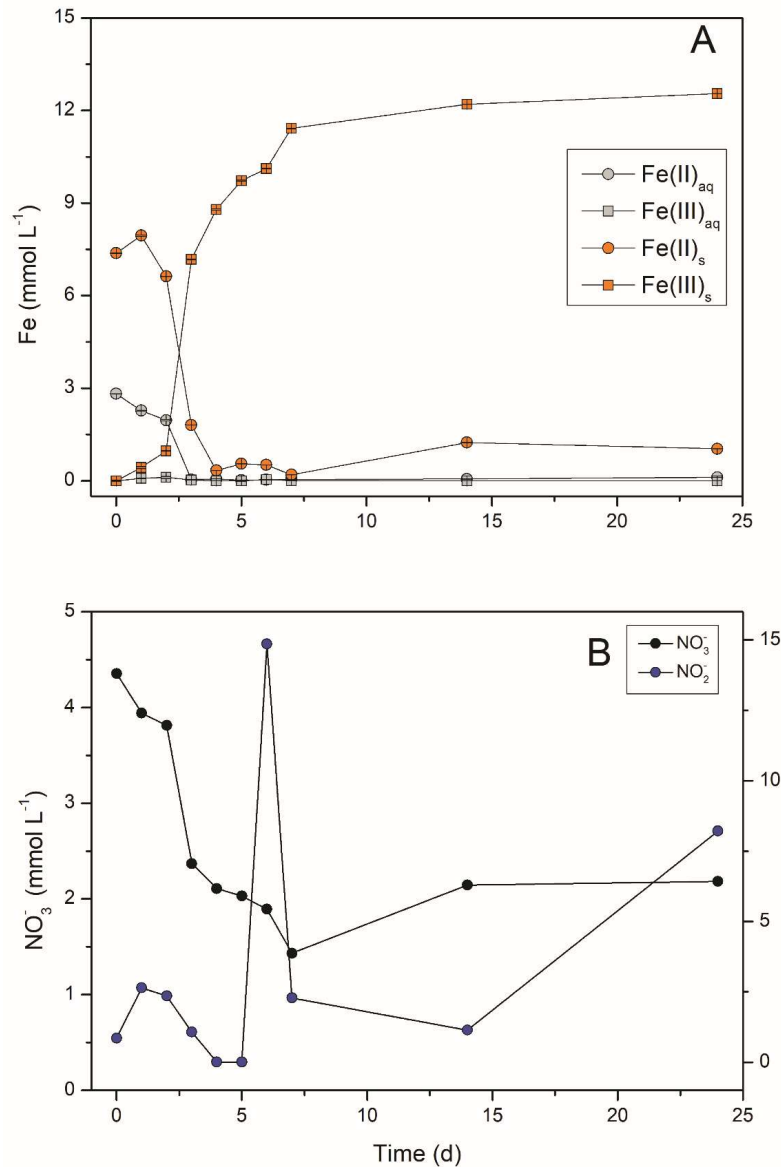 A
15
12
9
6
3
0
Fe (mmol L⁻¹)
Fe(II)aq
Fe(III)aq
Fe(II)s
Fe(III)s
0 5 10 15 20 25
B
5
4
3
2
1
0
NO₃⁻ (mmol L⁻¹)
NO₃⁻
NO₂⁻
15
10
5
0
0 5 10 15 20 25
Time (d)